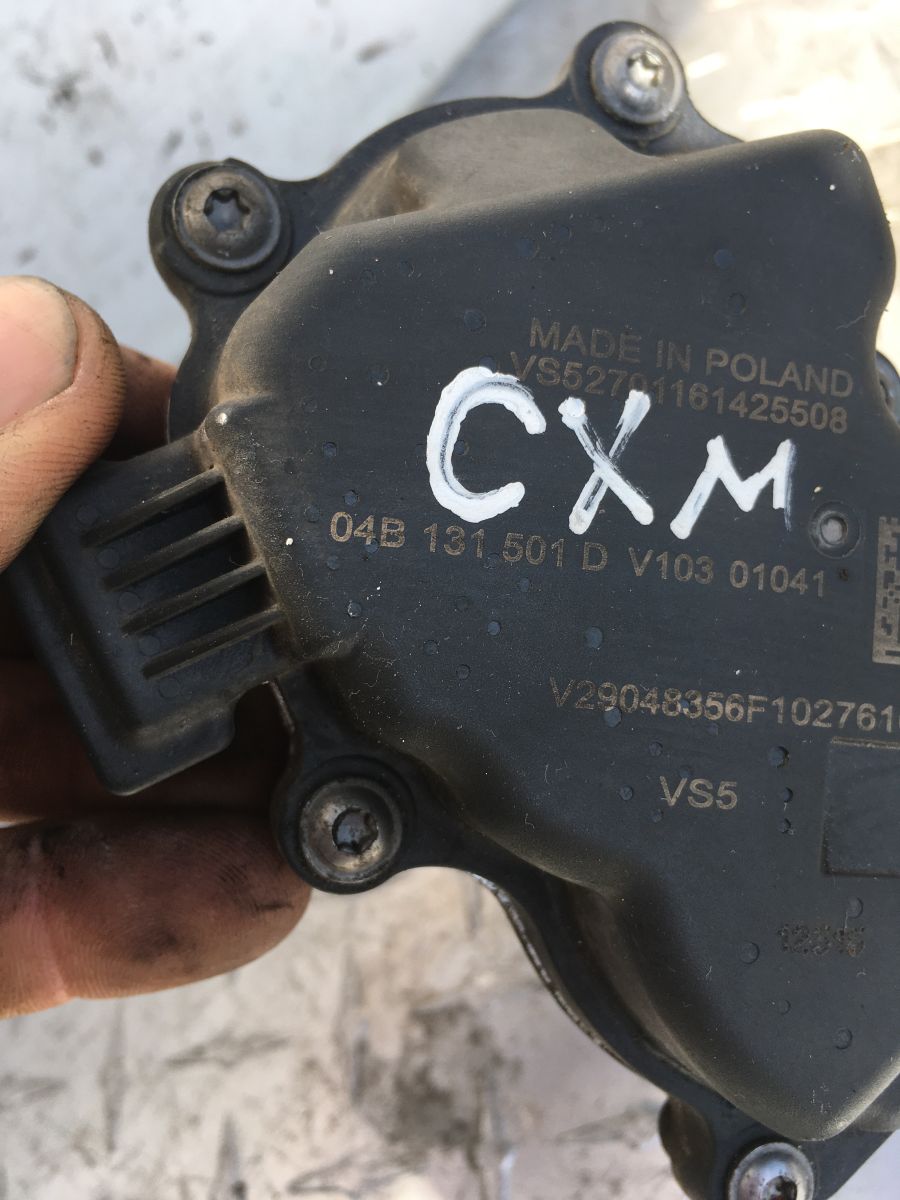 MADE IN POLAND
VS52701161425508
CXM
04B 131 501 D V103 01041
V29048356F102761
VS5